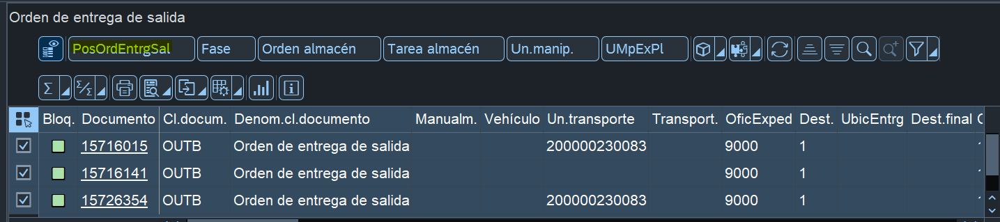 Orden de entrega de salida
PosOrdEntrgSal Fase Orden almacén Tarea almacén Un.manip. UMpExPl
Bloq. Documento Cl.docum. Denom.cl.documento Manualm. Vehículo Un.transporte Transport. OficExped Dest. UbicEntrg Dest.final
15716015 OUTB Orden de entrega de salida 200000230083 9000 1
15716141 OUTB Orden de entrega de salida 9000 1
15726354 OUTB Orden de entrega de salida 200000230083 9000 1